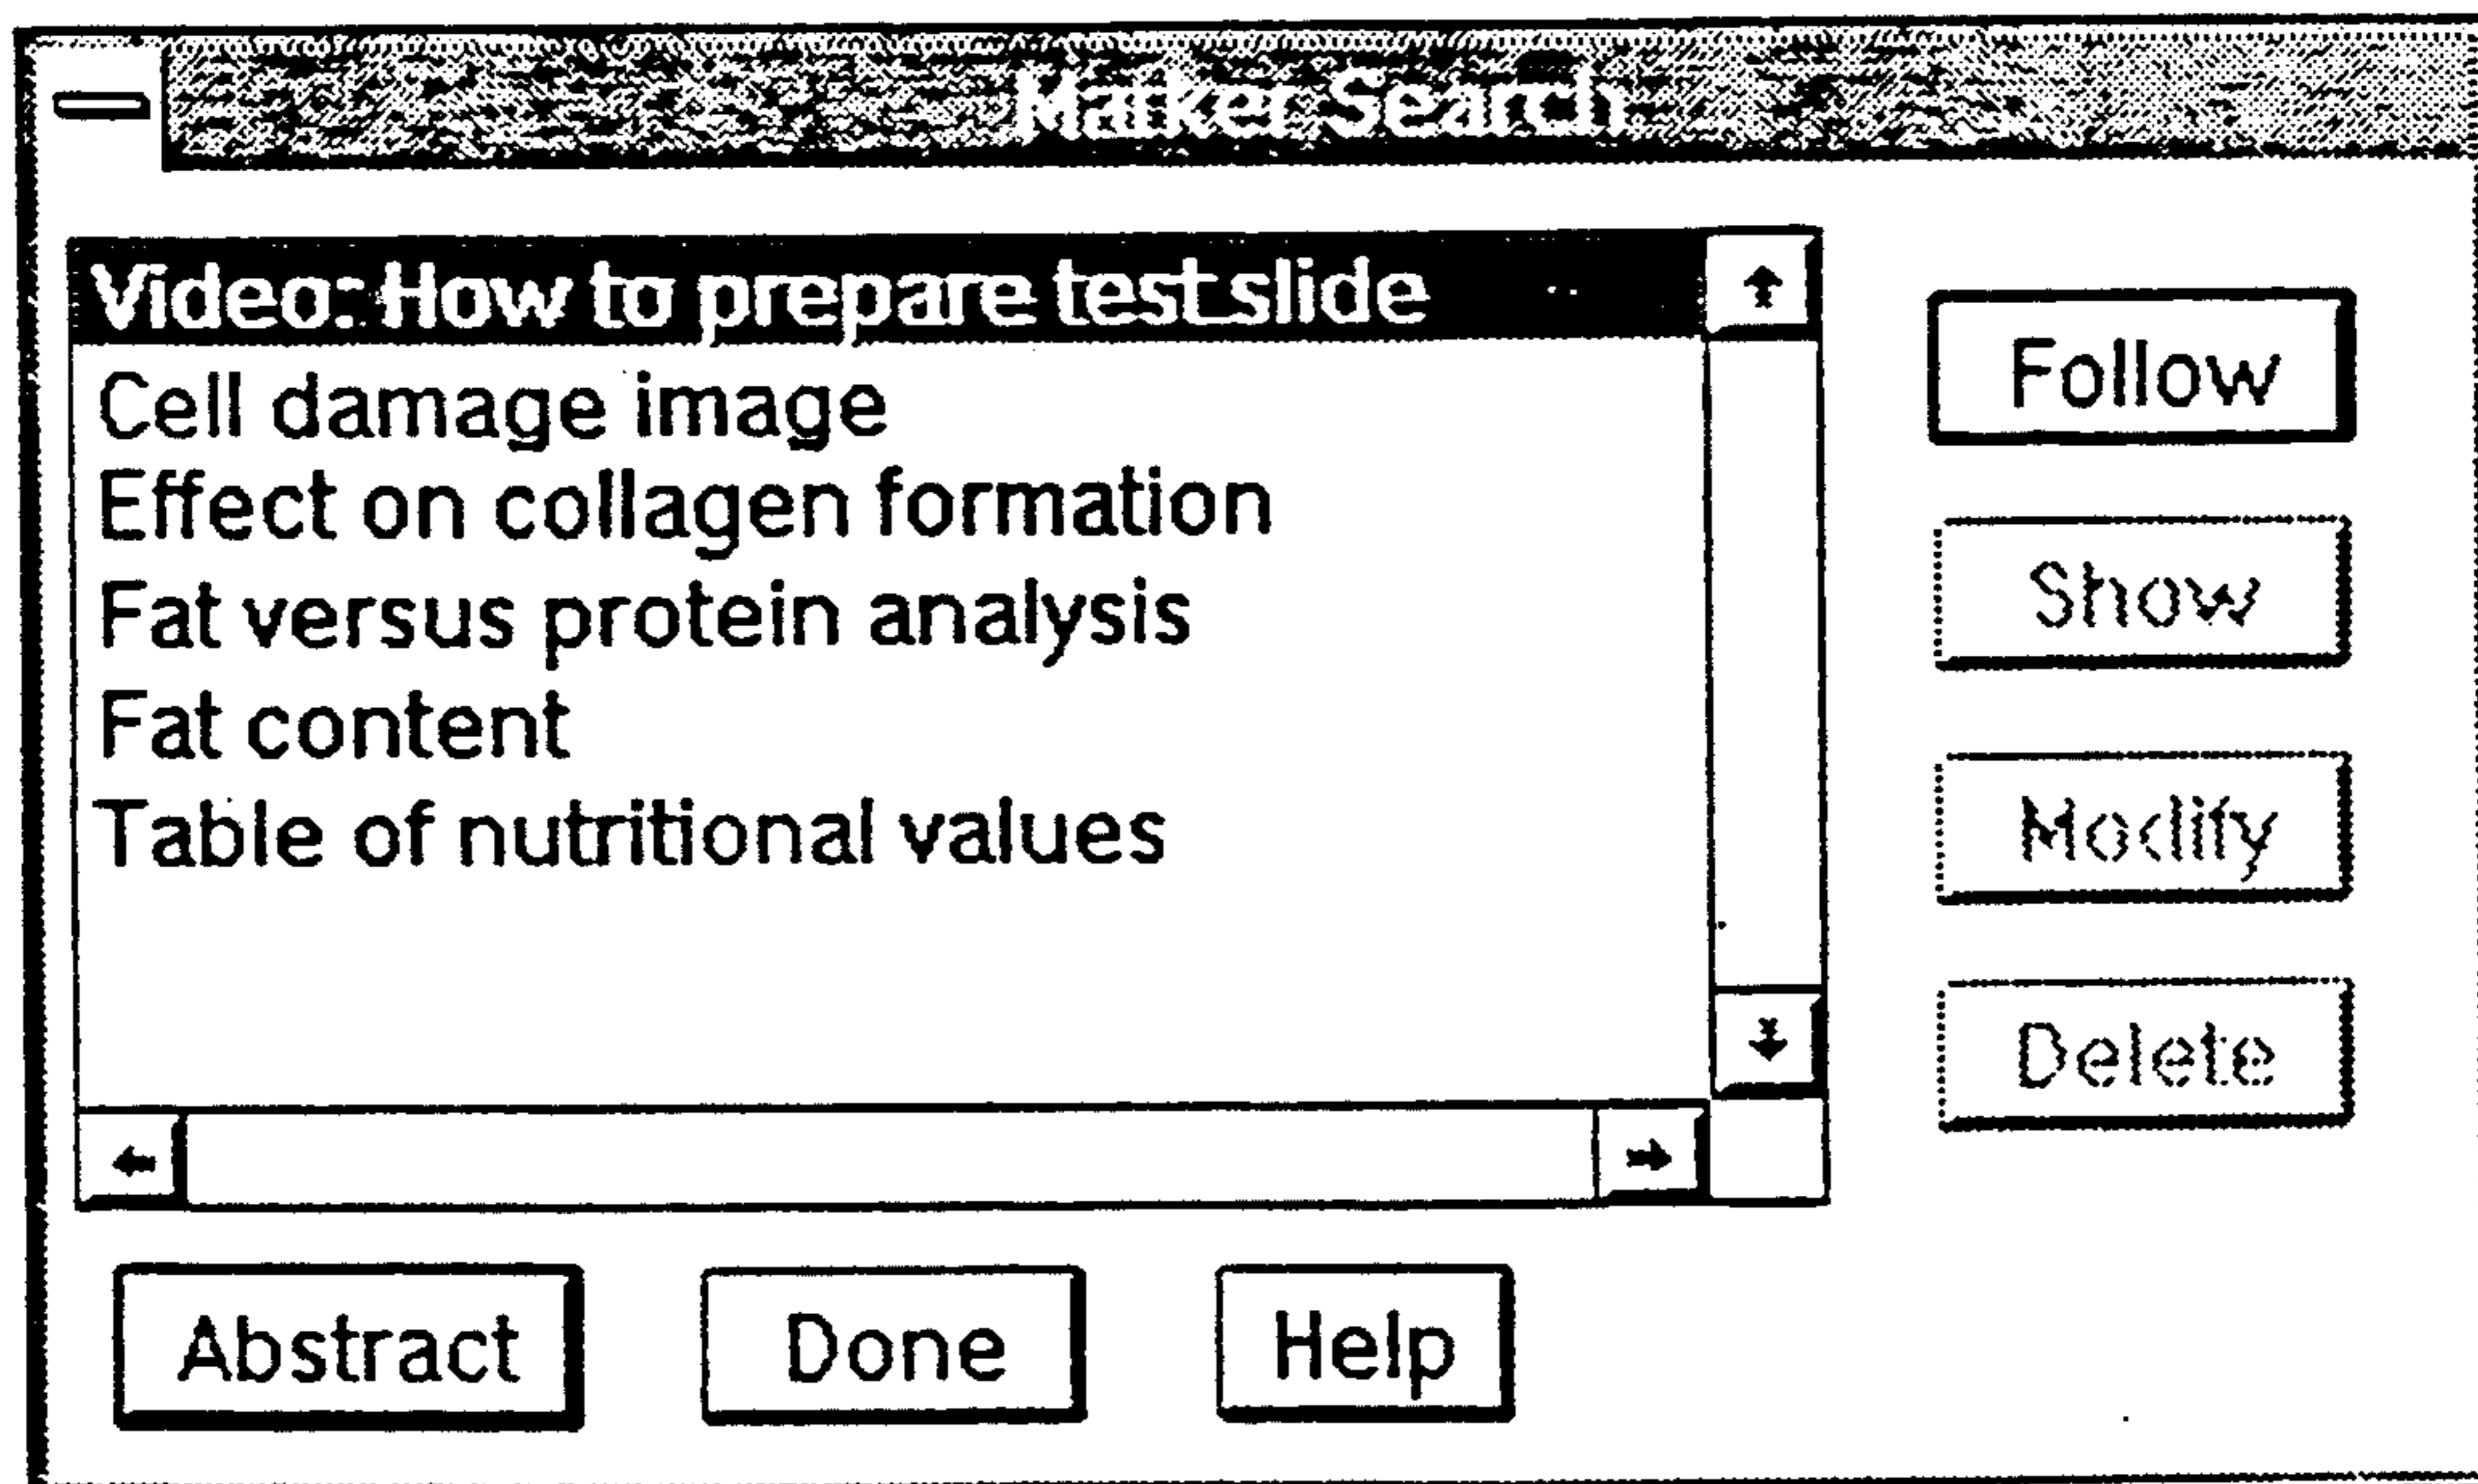 Marker Search
Video: How to prepare test slide
Cell damage image
Effect on collagen formation
Fat versus protein analysis
Fat content
Table of nutritional values
Follow
Show
Modify
Delete
Abstract
Done
Help